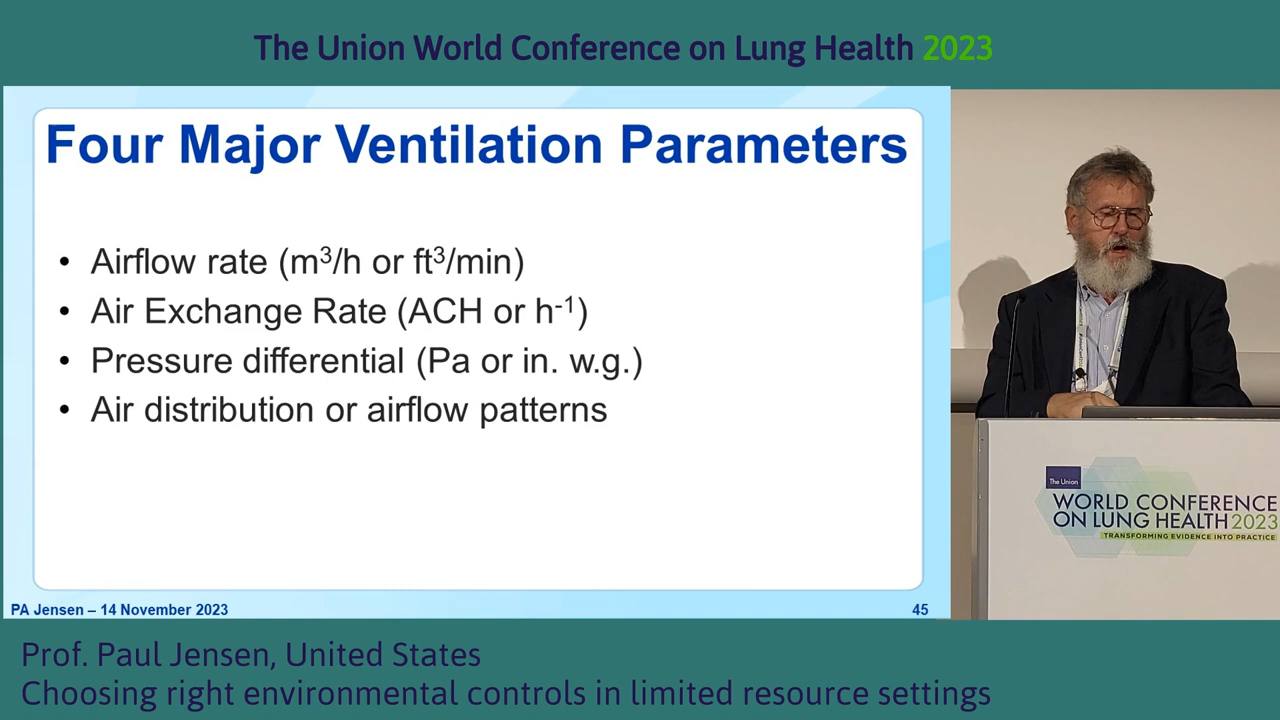 The Union World Conference on Lung Health 2023
Four Major Ventilation Parameters
• Airflow rate (m³/h or ft³/min)
• Air Exchange Rate (ACH or h⁻¹)
• Pressure differential (Pa or in. w.g.)
• Air distribution or airflow patterns
PA Jensen – 14 November 2023
45
The Union
WORLD CONFERENCE
ON LUNG HEALTH 2023
TRANSFORMING EVIDENCE INTO PRACTICE
Prof. Paul Jensen, United States
Choosing right environmental controls in limited resource settings